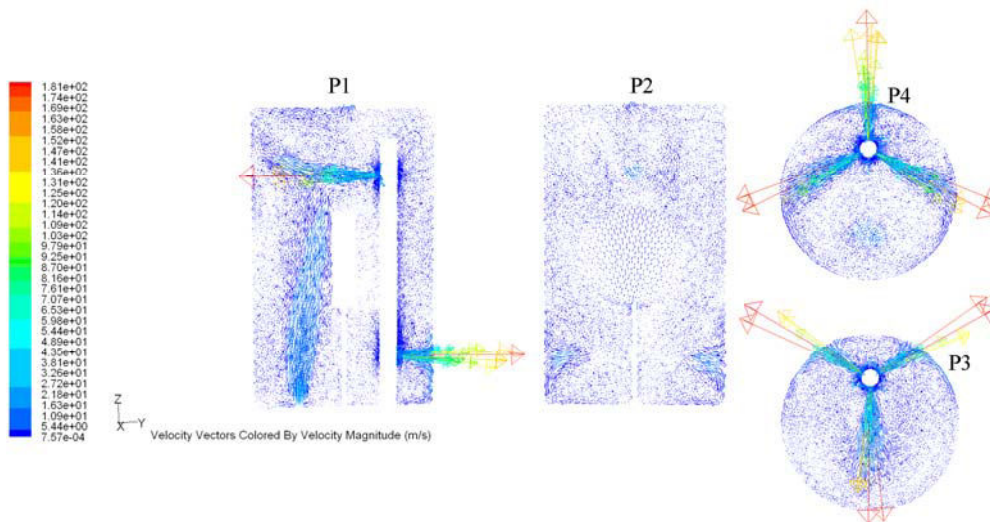 P1
P2
P4
P3
1.81e+02
1.74e+02
1.69e+02
1.63e+02
1.58e+02
1.52e+02
1.47e+02
1.41e+02
1.36e+02
1.31e+02
1.25e+02
1.20e+02
1.14e+02
1.09e+02
1.03e+02
9.79e+01
9.25e+01
8.70e+01
8.16e+01
7.61e+01
7.07e+01
6.53e+01
5.98e+01
5.44e+01
4.89e+01
4.35e+01
3.81e+01
3.26e+01
2.72e+01
2.18e+01
1.63e+01
1.09e+01
5.44e+00
7.57e-04
Z
X Y
Velocity Vectors Colored By Velocity Magnitude (m/s)